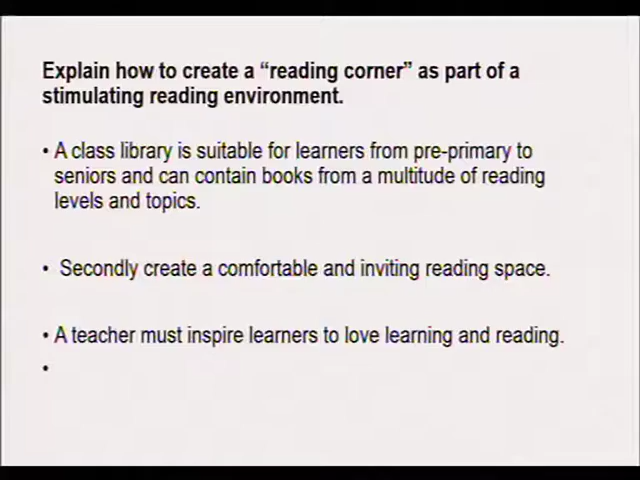 Explain how to create a “reading corner” as part of a
stimulating reading environment.
• A class library is suitable for learners from pre-primary to
seniors and can contain books from a multitude of reading
levels and topics.
• Secondly create a comfortable and inviting reading space.
• A teacher must inspire learners to love learning and reading.
•